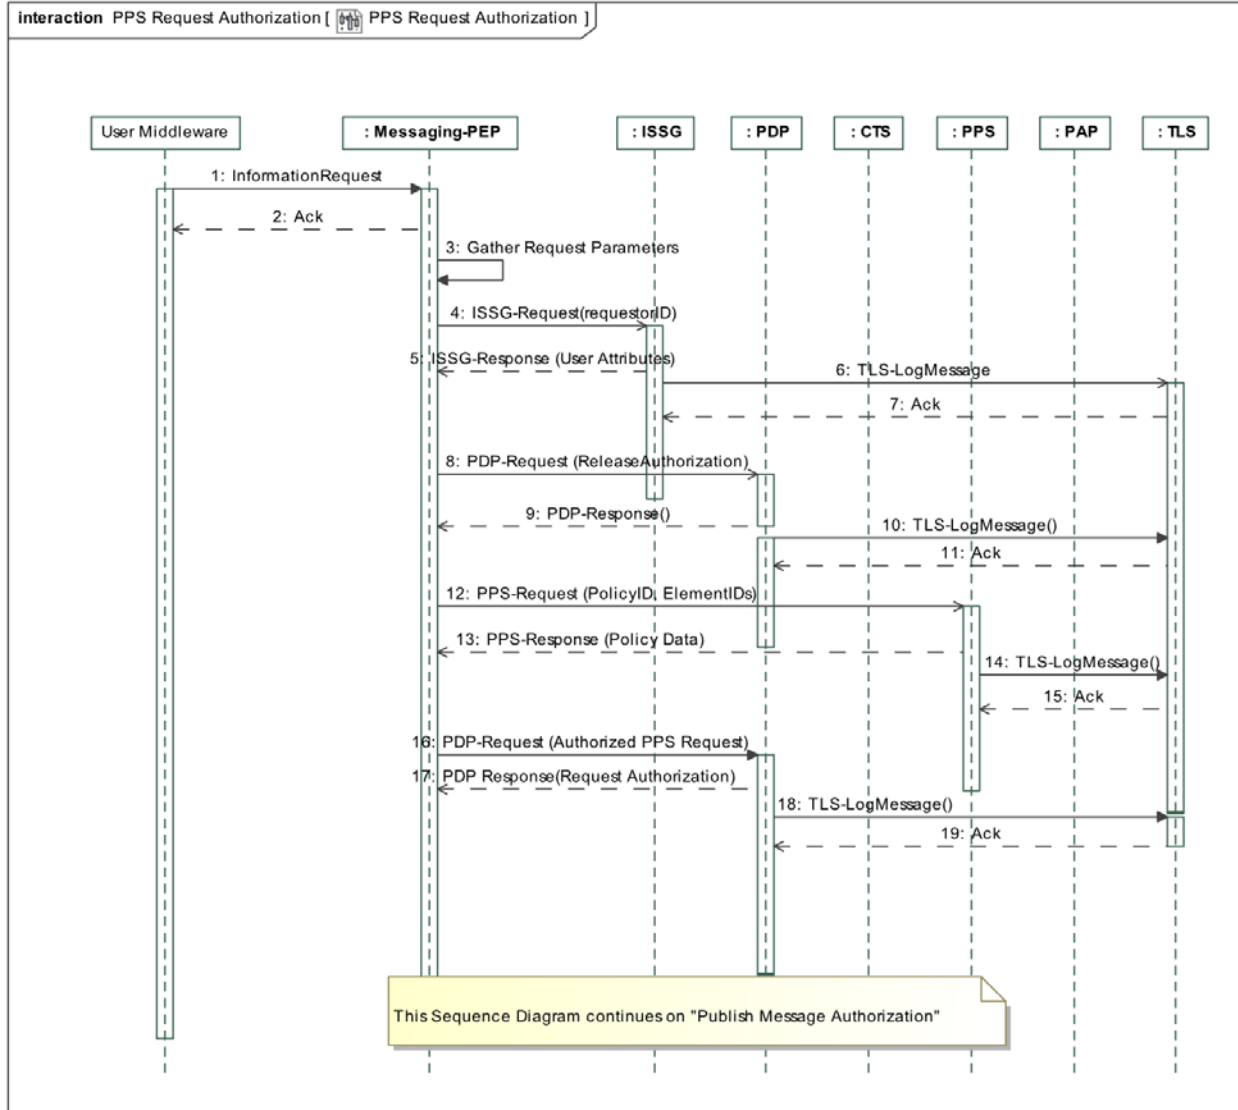 interaction PPS Request Authorization [ PPS Request Authorization ]
User Middleware
: Messaging-PEP
: ISSG
: PDP
: CTS
: PPS
: PAP
: TLS
1: InformationRequest
2: Ack
3: Gather Request Parameters
4: ISSG-Request(requestorID)
5: ISSG-Response (User Attributes)
6: TLS-LogMessage
7: Ack
8: PDP-Request (ReleaseAuthorization)
9: PDP-Response()
10: TLS-LogMessage()
11: Ack
12: PPS-Request (PolicyID, ElementIDs)
13: PPS-Response (Policy Data)
14: TLS-LogMessage()
15: Ack
16: PDP-Request (Authorized PPS Request)
17: PDP Response(Request Authorization)
18: TLS-LogMessage()
19: Ack
This Sequence Diagram continues on "Publish Message Authorization"